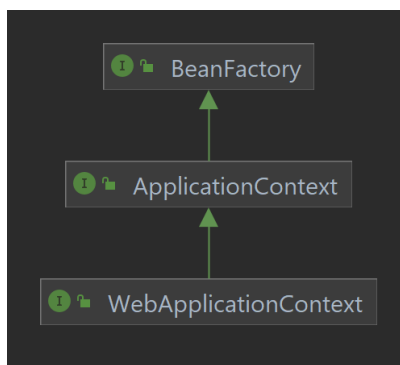 I BeanFactory
I ApplicationContext
I WebApplicationContext